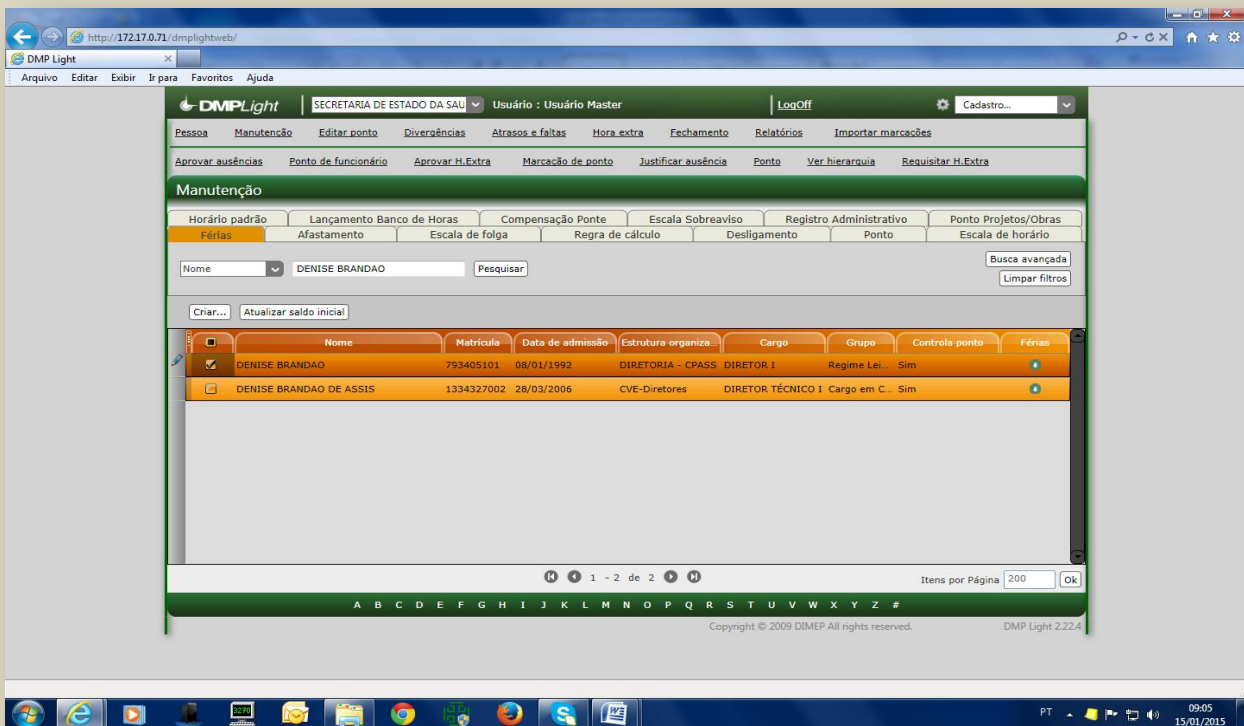 http://172.17.0.71/dmplightweb/
DMP Light
Arquivo Editar Exibir Ir para Favoritos Ajuda
DMPLight SECRETARIA DE ESTADO DA SAU Usuário : Usuário Master LogOff Cadastro...
Pessoa Manutenção Editar ponto Divergências Atrasos e faltas Hora extra Fechamento Relatórios Importar marcações
Aprovar ausências Ponto de funcionário Aprovar H.Extra Marcação de ponto Justificar ausência Ponto Ver hierarquia Requisitar H.Extra
Manutenção
Horário padrão Lançamento Banco de Horas Compensação Ponte Escala Sobreaviso Registro Administrativo Ponto Projetos/Obras
Férias Afastamento Escala de folga Regra de cálculo Desligamento Ponto Escala de horário
Busca avançada
Nome DENISE BRANDAO Pesquisar
Limpar filtros
Criar... Atualizar saldo inicial
Nome Matrícula Data de admissão Estrutura organiza... Cargo Grupo Controla ponto Férias
DENISE BRANDAO 793405101 08/01/1992 DIRETORIA - CPASS DIRETOR I Regime Lei... Sim
DENISE BRANDAO DE ASSIS 1334327002 28/03/2006 CVE-Diretores DIRETOR TÉCNICO I Cargo em C... Sim
1 - 2 de 2 Itens por Página 200 Ok
A B C D E F G H I J K L M N O P Q R S T U V W X Y Z #
Copyright © 2009 DIMEP All rights reserved. DMP Light 2.22.4
3270
PT 09:05
15/01/2015